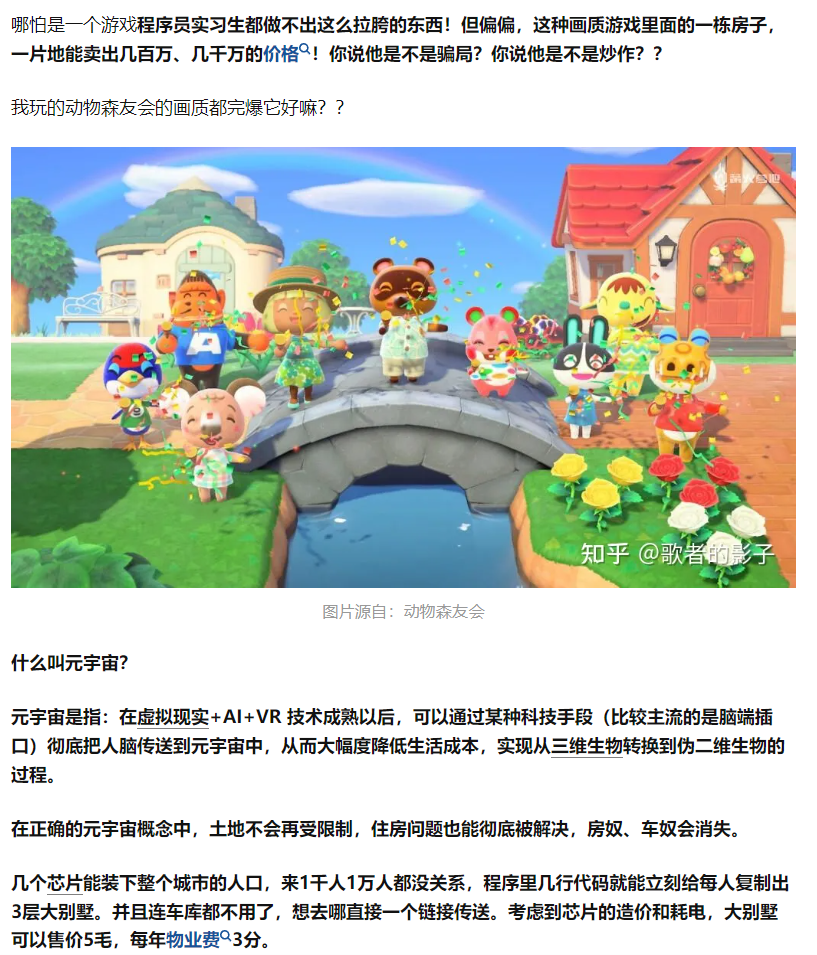 哪怕是一个游戏程序员实习生都做不出这么拉胯的东西！但偏偏，这种画质游戏里面的一栋房子，
一片地能卖出几百万、几千万的价格！你说他是不是骗局？你说他是不是炒作？？
我玩的动物森友会的画质都完爆它好嘛？？
知乎 @歌者的影子
图片源自：动物森友会
什么叫元宇宙？
元宇宙是指：在虚拟现实+AI+VR 技术成熟以后，可以通过某种科技手段（比较主流的是脑端插
口）彻底把人脑传送到元宇宙中，从而大幅度降低生活成本，实现从三维生物转换到伪二维生物的
过程。
在正确的元宇宙概念中，土地不会再受限制，住房问题也能彻底被解决，房奴、车奴会消失。
几个芯片能装下整个城市的人口，来1千人1万人都没关系，程序里几行代码就能立刻给每人复制出
3层大别墅。并且连车库都不用了，想去哪直接一个链接传送。考虑到芯片的造价和耗电，大别墅
可以售价5毛，每年物业费3分。